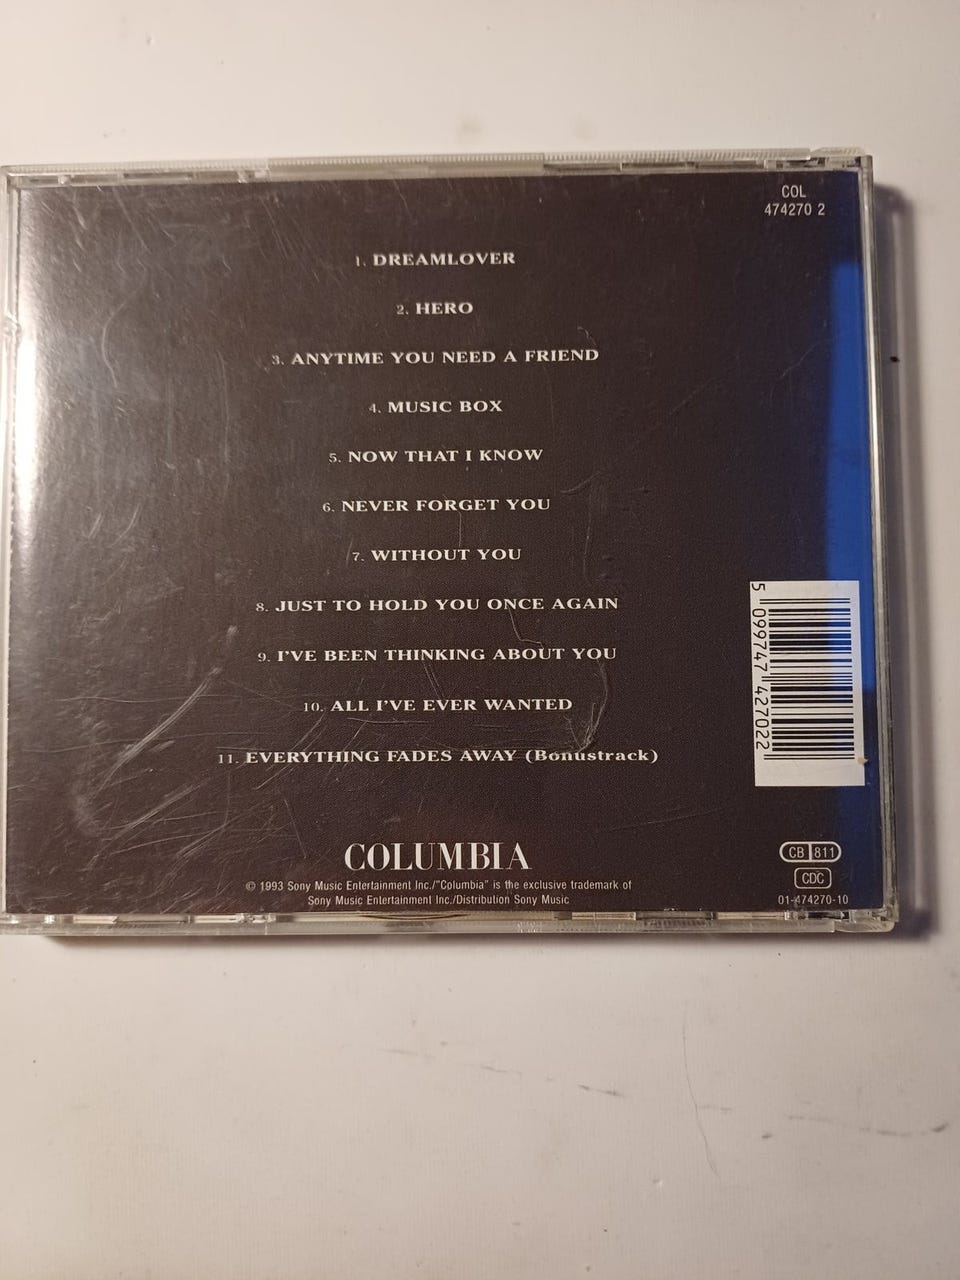 COL
474270 2
1. DREAMLOVER
2. HERO
3. ANYTIME YOU NEED A FRIEND
4. MUSIC BOX
5. NOW THAT I KNOW
6. NEVER FORGET YOU
7. WITHOUT YOU
8. JUST TO HOLD YOU ONCE AGAIN
9. I'VE BEEN THINKING ABOUT YOU
10. ALL I'VE EVER WANTED
11. EVERYTHING FADES AWAY (Bonustrack)
5 099747 427022
COLUMBIA
© 1993 Sony Music Entertainment Inc./"Columbia" is the exclusive trademark of
Sony Music Entertainment Inc./Distribution Sony Music
CB 811
CDC
01-474270-10